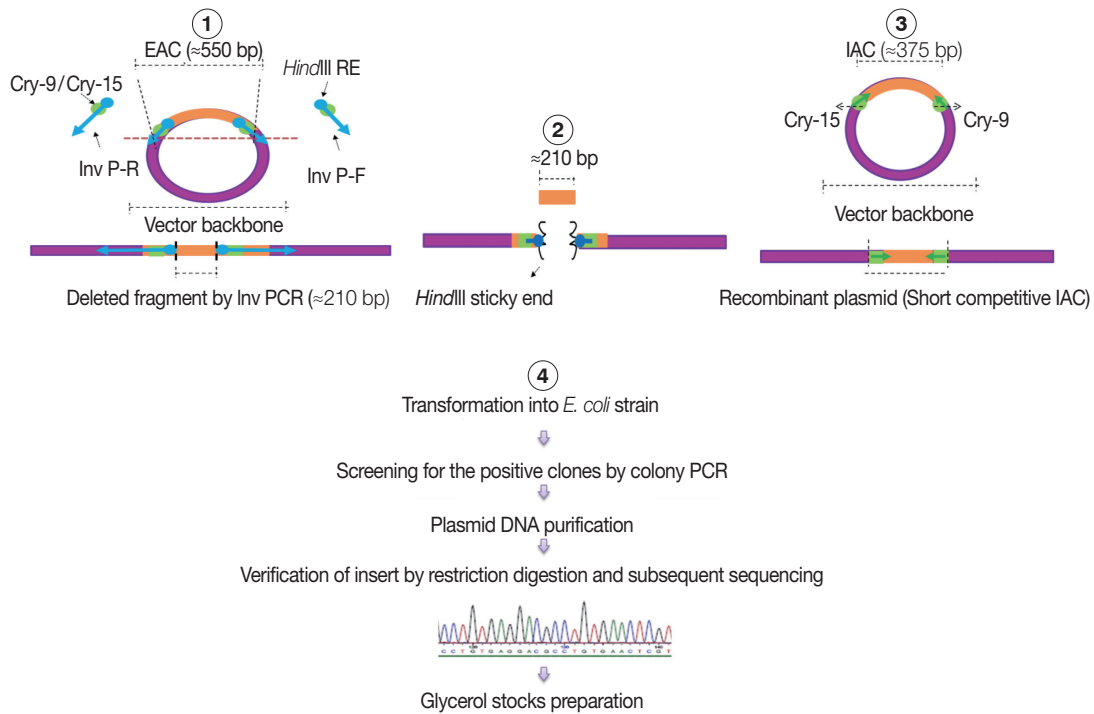 1
EAC (≈550 bp)
Cry-9/Cry-15
HindIII RE
Inv P-R
Inv P-F
Vector backbone
Deleted fragment by Inv PCR (≈210 bp)
2
≈210 bp
HindIII sticky end
3
IAC (≈375 bp)
Cry-15
Cry-9
Vector backbone
Recombinant plasmid (Short competitive IAC)
4
Transformation into E. coli strain
Screening for the positive clones by colony PCR
Plasmid DNA purification
Verification of insert by restriction digestion and subsequent sequencing
C C T G T G A G G A C G C C T G T G A A C T C G T
Glycerol stocks preparation